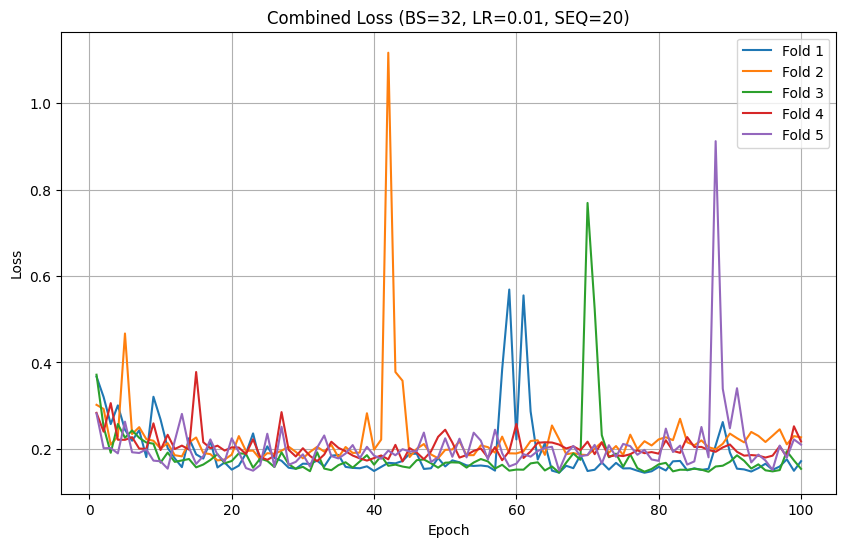 Combined Loss (BS=32, LR=0.01, SEQ=20)
Fold 1
Fold 2
Fold 3
Fold 4
Fold 5
Loss
1.0
0.8
0.6
0.4
0.2
0 20 40 60 80 100
Epoch